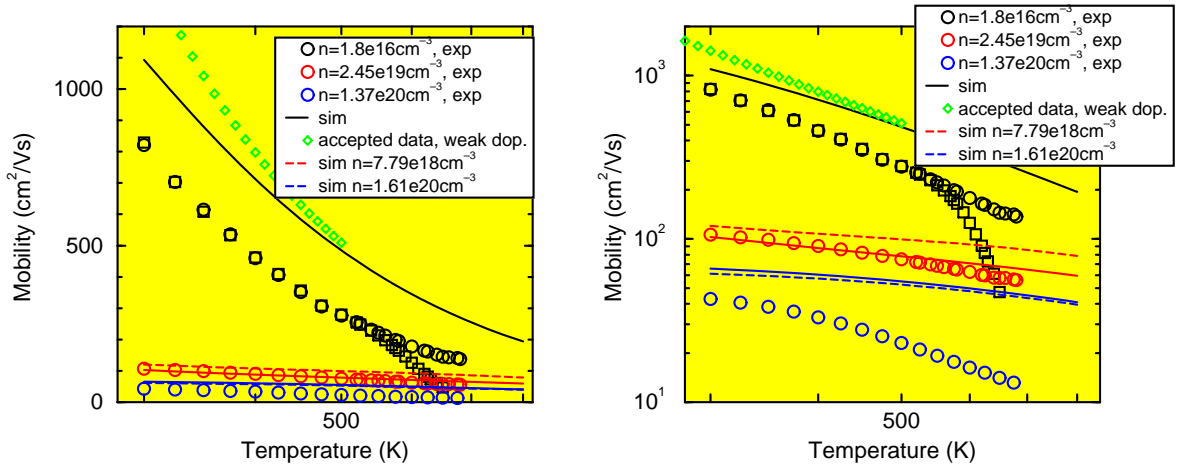 n=1.8e16cm⁻³, exp
n=2.45e19cm⁻³, exp
n=1.37e20cm⁻³, exp
sim
accepted data, weak dop.
sim n=7.79e18cm⁻³
sim n=1.61e20cm⁻³
1000
500
0
Mobility (cm²/Vs)
500
Temperature (K)
n=1.8e16cm⁻³, exp
n=2.45e19cm⁻³, exp
n=1.37e20cm⁻³, exp
sim
accepted data, weak dop.
sim n=7.79e18cm⁻³
sim n=1.61e20cm⁻³
10³
10²
10¹
Mobility (cm²/Vs)
500
Temperature (K)